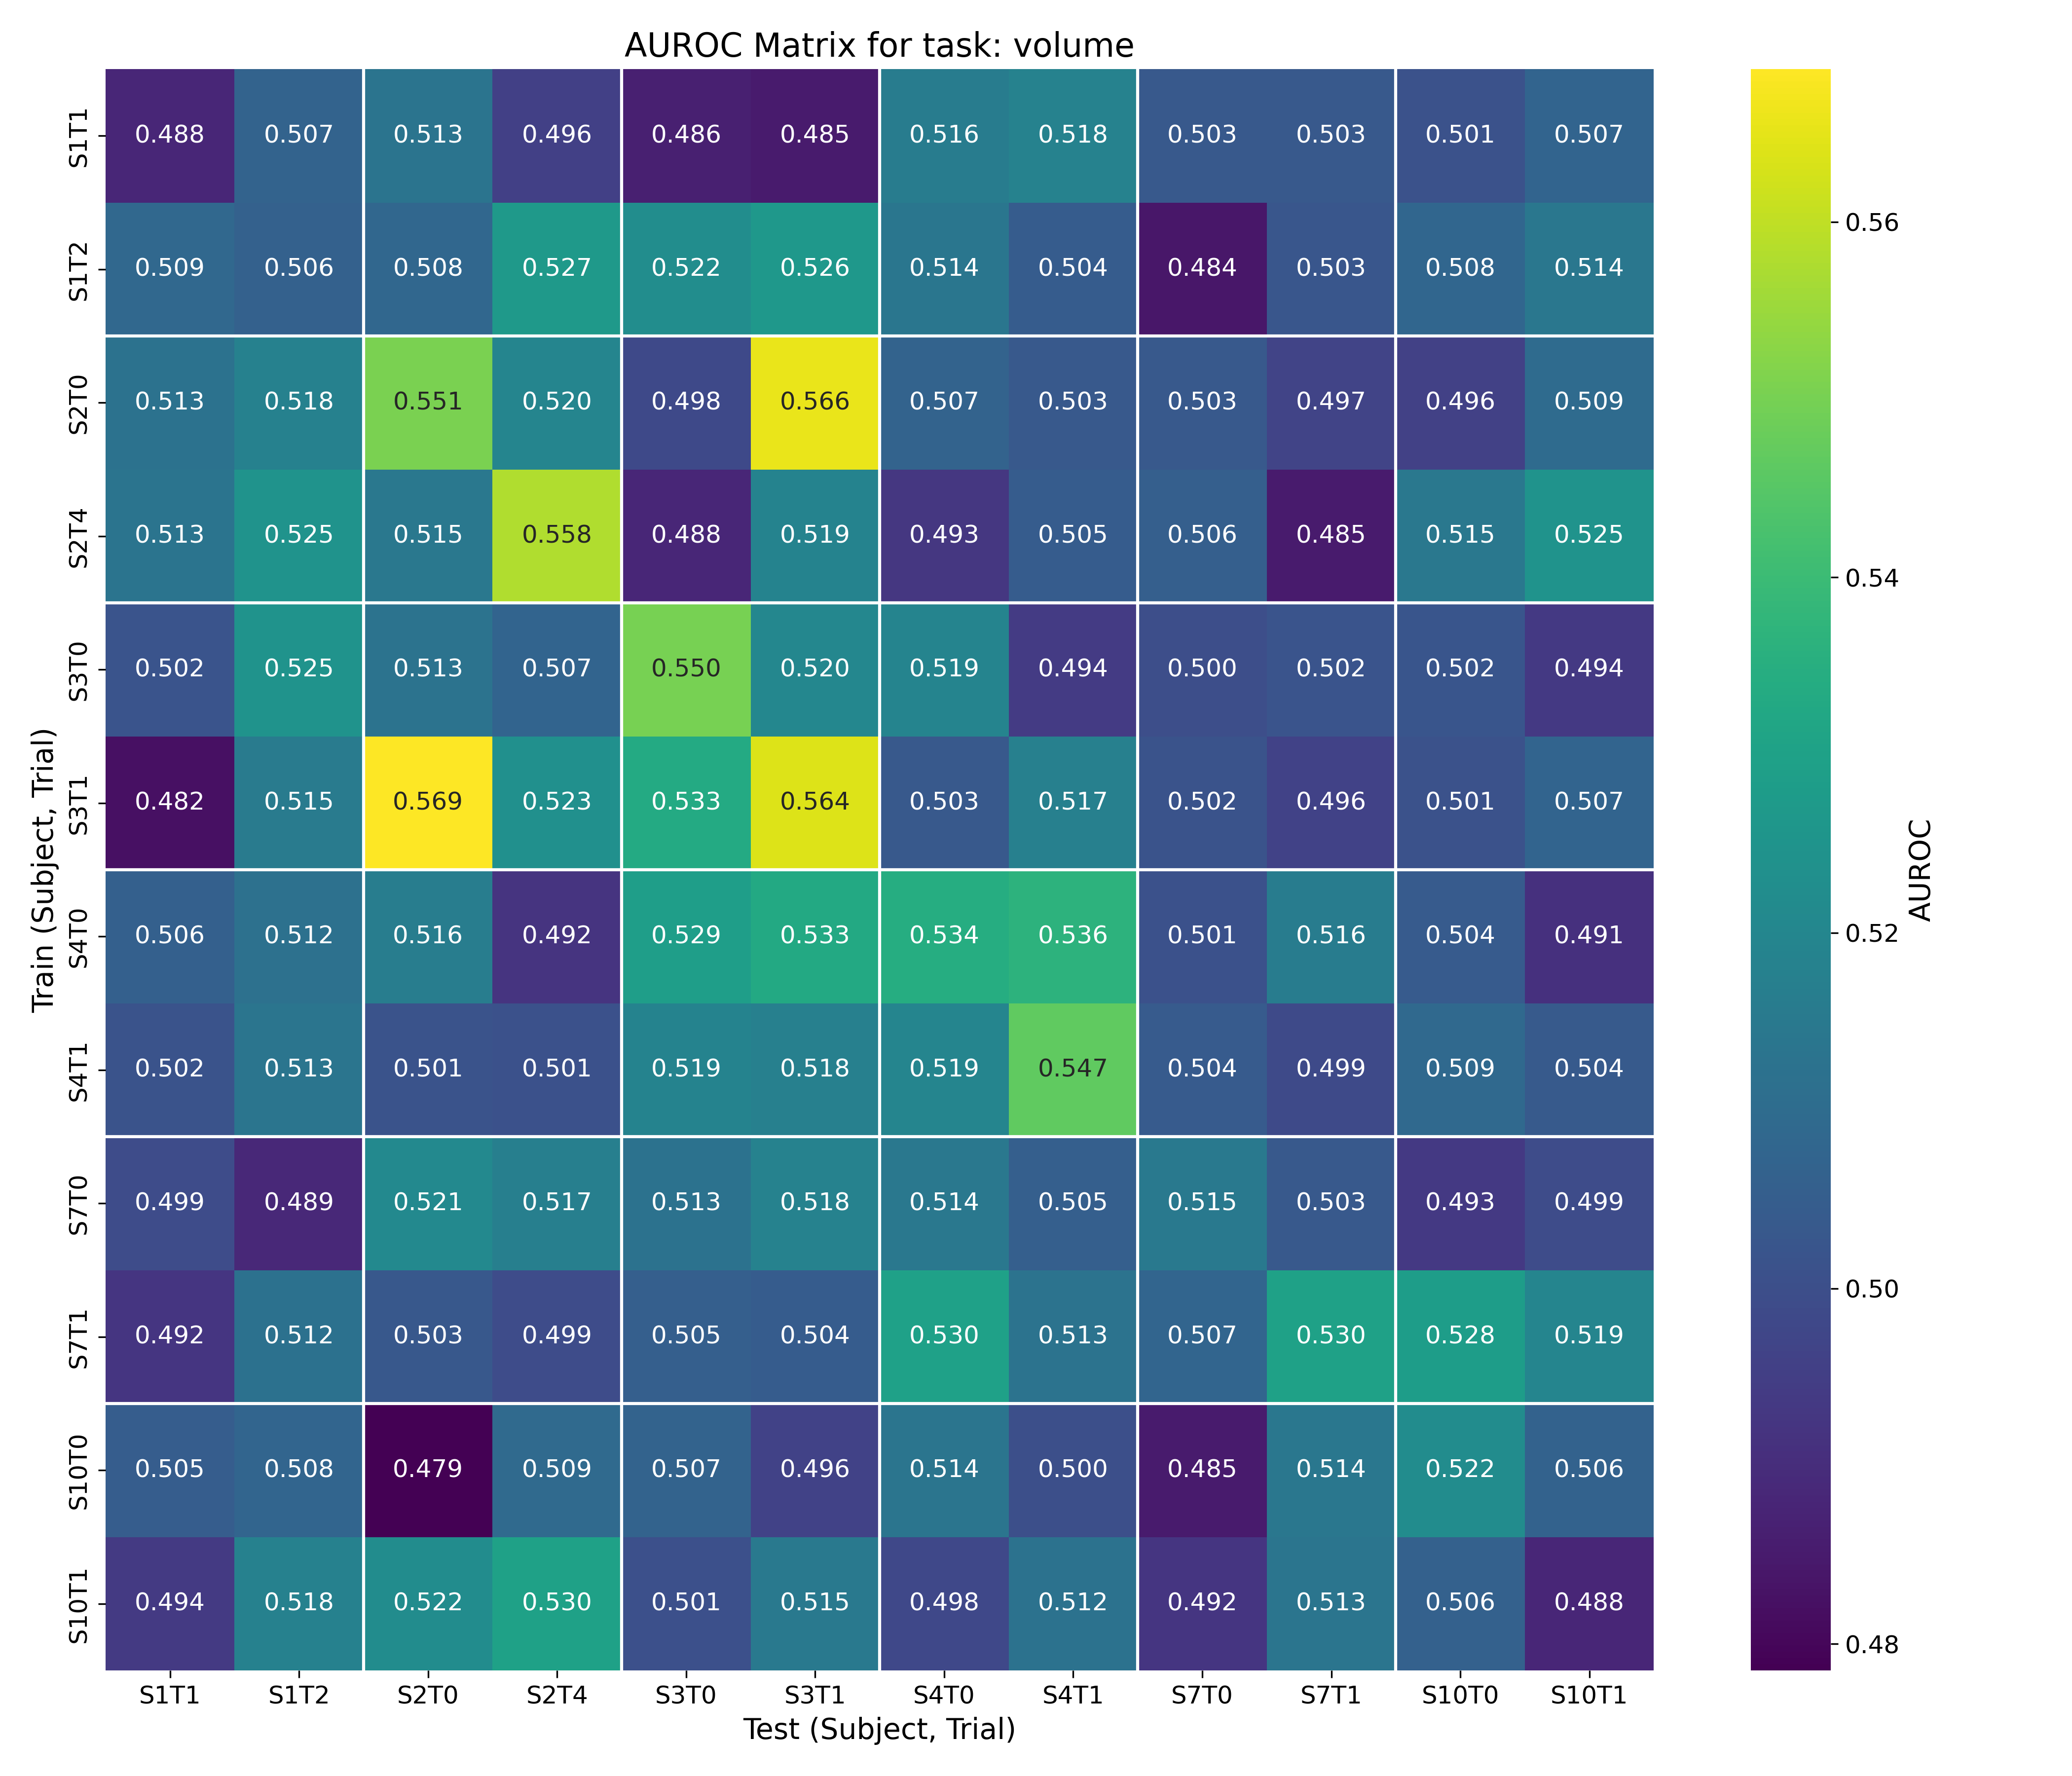 AUROC Matrix for task: volume
S1T1 0.488 0.507 0.513 0.496 0.486 0.485 0.516 0.518 0.503 0.503 0.501 0.507
S1T2 0.509 0.506 0.508 0.527 0.522 0.526 0.514 0.504 0.484 0.503 0.508 0.514
S2T0 0.513 0.518 0.551 0.520 0.498 0.566 0.507 0.503 0.503 0.497 0.496 0.509
S2T4 0.513 0.525 0.515 0.558 0.488 0.519 0.493 0.505 0.506 0.485 0.515 0.525
S3T0 0.502 0.525 0.513 0.507 0.550 0.520 0.519 0.494 0.500 0.502 0.502 0.494
S3T1 0.482 0.515 0.569 0.523 0.533 0.564 0.503 0.517 0.502 0.496 0.501 0.507
S4T0 0.506 0.512 0.516 0.492 0.529 0.533 0.534 0.536 0.501 0.516 0.504 0.491
S4T1 0.502 0.513 0.501 0.501 0.519 0.518 0.519 0.547 0.504 0.499 0.509 0.504
S7T0 0.499 0.489 0.521 0.517 0.513 0.518 0.514 0.505 0.515 0.503 0.493 0.499
S7T1 0.492 0.512 0.503 0.499 0.505 0.504 0.530 0.513 0.507 0.530 0.528 0.519
S10T0 0.505 0.508 0.479 0.509 0.507 0.496 0.514 0.500 0.485 0.514 0.522 0.506
S10T1 0.494 0.518 0.522 0.530 0.501 0.515 0.498 0.512 0.492 0.513 0.506 0.488
S1T1 S1T2 S2T0 S2T4 S3T0 S3T1 S4T0 S4T1 S7T0 S7T1 S10T0 S10T1
Test (Subject, Trial)
Train (Subject, Trial)
0.56
0.54
0.52
0.50
0.48
AUROC